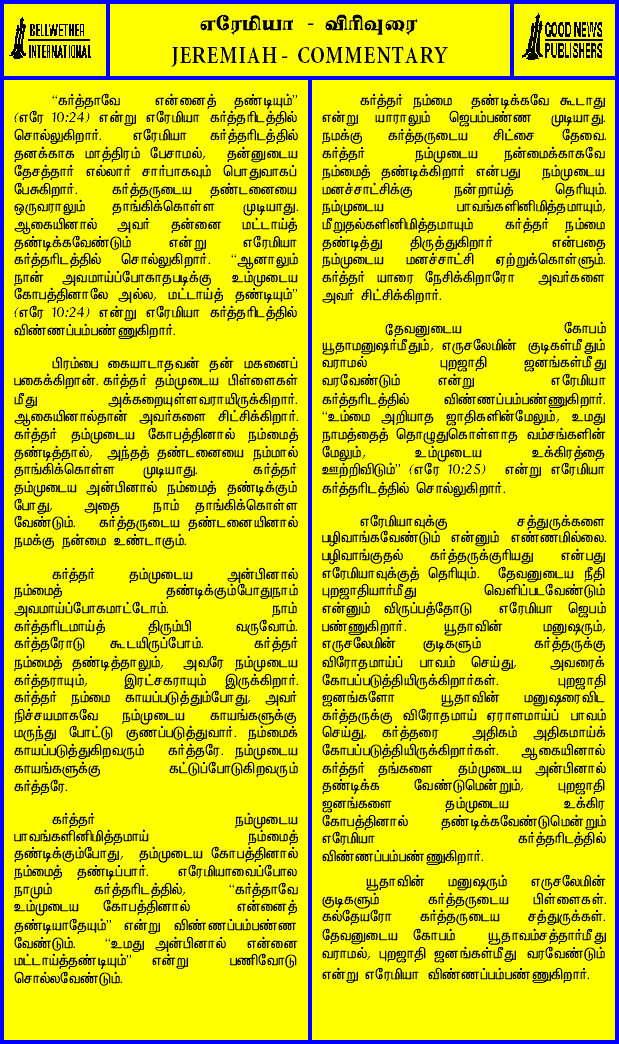 BELLWETHER
INTERNATIONAL
எரேமியா - விரிவுரை
JEREMIAH - COMMENTARY
GOOD NEWS
PUBLISHERS
“கர்த்தாவே என்னைத் தண்டியும்”
(எரே 10:24) என்று எரேமியா கர்த்தரிடத்தில்
சொல்லுகிறார். எரேமியா கர்த்தரிடத்தில்
தனக்காக மாத்திரம் பேசாமல், தன்னுடைய
தேசத்தார் எல்லார் சார்பாகவும் பொதுவாகப்
பேசுகிறார். கர்த்தருடைய தண்டனையை
ஒருவராலும் தாங்கிக்கொள்ள முடியாது.
ஆகையினால் அவர் தன்னை மட்டாய்த்
தண்டிக்கவேண்டும் என்று எரேமியா
கர்த்தரிடத்தில் சொல்லுகிறார். “ஆனாலும்
நான் அவமாய்ப்போகாதபடிக்கு உம்முடைய
கோபத்தினாலே அல்ல, மட்டாய்த் தண்டியும்”
(எரே 10:24) என்று எரேமியா கர்த்தரிடத்தில்
விண்ணப்பம்பண்ணுகிறார்.
பிரம்பை கையாடாதவன் தன் மகனைப்
பகைக்கிறான். கர்த்தர் தம்முடைய பிள்ளைகள்
மீது அக்கறையுள்ளவராயிருக்கிறார்.
ஆகையினால்தான் அவர்களை சிட்சிக்கிறார்.
கர்த்தர் தம்முடைய கோபத்தினால் நம்மைத்
தண்டித்தால், அந்தத் தண்டனையை நம்மால்
தாங்கிக்கொள்ள முடியாது. கர்த்தர்
தம்முடைய அன்பினால் நம்மைத் தண்டிக்கும்
போது, அதை நாம் தாங்கிக்கொள்ள
வேண்டும். கர்த்தருடைய தண்டனையினால்
நமக்கு நன்மை உண்டாகும்.
கர்த்தர் தம்முடைய அன்பினால்
நம்மைத் தண்டிக்கும்போதுநாம்
அவமாய்ப்போகமாட்டோம். நாம்
கர்த்தரிடமாய்த் திரும்பி வருவோம்.
கர்த்தரோடு கூடயிருப்போம். கர்த்தர்
நம்மைத் தண்டித்தாலும், அவரே நம்முடைய
கர்த்தராயும், இரட்சகராயும் இருக்கிறார்.
கர்த்தர் நம்மை காயப்படுத்தும்போது, அவர்
நிச்சயமாகவே நம்முடைய காயங்களுக்கு
மருந்து போட்டு குணப்படுத்துவார். நம்மைக்
காயப்படுத்துகிறவரும் கர்த்தரே. நம்முடைய
காயங்களுக்கு கட்டுப்போடுகிறவரும்
கர்த்தரே.
கர்த்தர் நம்முடைய
பாவங்களினிமித்தமாய் நம்மைத்
தண்டிக்கும்போது, தம்முடைய கோபத்தினால்
நம்மைத் தண்டிப்பார். எரேமியாவைப்போல
நாமும் கர்த்தரிடத்தில், “கர்த்தாவே
உம்முடைய கோபத்தினால் என்னைத்
தண்டியாதேயும்” என்று விண்ணப்பம்பண்ண
வேண்டும். “உமது அன்பினால் என்னை
மட்டாய்த்தண்டியும்” என்று பணிவோடு
சொல்லவேண்டும்.
கர்த்தர் நம்மை தண்டிக்கவே கூடாது
என்று யாராலும் ஜெபம்பண்ண முடியாது.
நமக்கு கர்த்தருடைய சிட்சை தேவை.
கர்த்தர் நம்முடைய நன்மைக்காகவே
நம்மைத் தண்டிக்கிறார் என்பது நம்முடைய
மனச்சாட்சிக்கு நன்றாய்த் தெரியும்.
நம்முடைய பாவங்களினிமித்தமாயும்,
மீறுதல்களினிமித்தமாயும் கர்த்தர் நம்மை
தண்டித்து திருத்துகிறார் என்பதை
நம்முடைய மனச்சாட்சி ஏற்றுக்கொள்ளும்.
கர்த்தர் யாரை நேசிக்கிறாரோ அவர்களை
அவர் சிட்சிக்கிறார்.
தேவனுடைய கோபம்
யூதாமனுஷர்மீதும், எருசலேமின் குடிகள்மீதும்
வராமல் புறஜாதி ஜனங்கள்மீது
வரவேண்டும் என்று எரேமியா
கர்த்தரிடத்தில் விண்ணப்பம்பண்ணுகிறார்.
“உம்மை அறியாத ஜாதிகளின்மேலும், உமது
நாமத்தைத் தொழுதுகொள்ளாத வம்சங்களின்
மேலும், உம்முடைய உக்கிரத்தை
ஊற்றிவிடும்” (எரே 10:25) என்று எரேமியா
கர்த்தரிடத்தில் சொல்லுகிறார்.
எரேமியாவுக்கு சத்துருக்களை
பழிவாங்கவேண்டும் என்னும் எண்ணமில்லை.
பழிவாங்குதல் கர்த்தருக்குரியது என்பது
எரேமியாவுக்குத் தெரியும். தேவனுடைய நீதி
புறஜாதியார்மீது வெளிப்படவேண்டும்
என்னும் விருப்பத்தோடு எரேமியா ஜெபம்
பண்ணுகிறார். யூதாவின் மனுஷரும்,
எருசலேமின் குடிகளும் கர்த்தருக்கு
விரோதமாய்ப் பாவம் செய்து, அவரைக்
கோபப்படுத்தியிருக்கிறார்கள். புறஜாதி
ஜனங்களோ யூதாவின் மனுஷரைவிட
கர்த்தருக்கு விரோதமாய் ஏராளமாய்ப் பாவம்
செய்து, கர்த்தரை அதிகம் அதிகமாய்க்
கோபப்படுத்தியிருக்கிறார்கள். ஆகையினால்
கர்த்தர் தங்களை தம்முடைய அன்பினால்
தண்டிக்க வேண்டுமென்றும், புறஜாதி
ஜனங்களை தம்முடைய உக்கிர
கோபத்தினால் தண்டிக்கவேண்டுமென்றும்
எரேமியா கர்த்தரிடத்தில்
விண்ணப்பம்பண்ணுகிறார்.
யூதாவின் மனுஷரும் எருசலேமின்
குடிகளும் கர்த்தருடைய பிள்ளைகள்.
கல்தேயரோ கர்த்தருடைய சத்துருக்கள்.
தேவனுடைய கோபம் யூதாவம்சத்தார்மீது
வராமல், புறஜாதி ஜனங்கள்மீது வரவேண்டும்
என்று எரேமியா விண்ணப்பம்பண்ணுகிறார்.